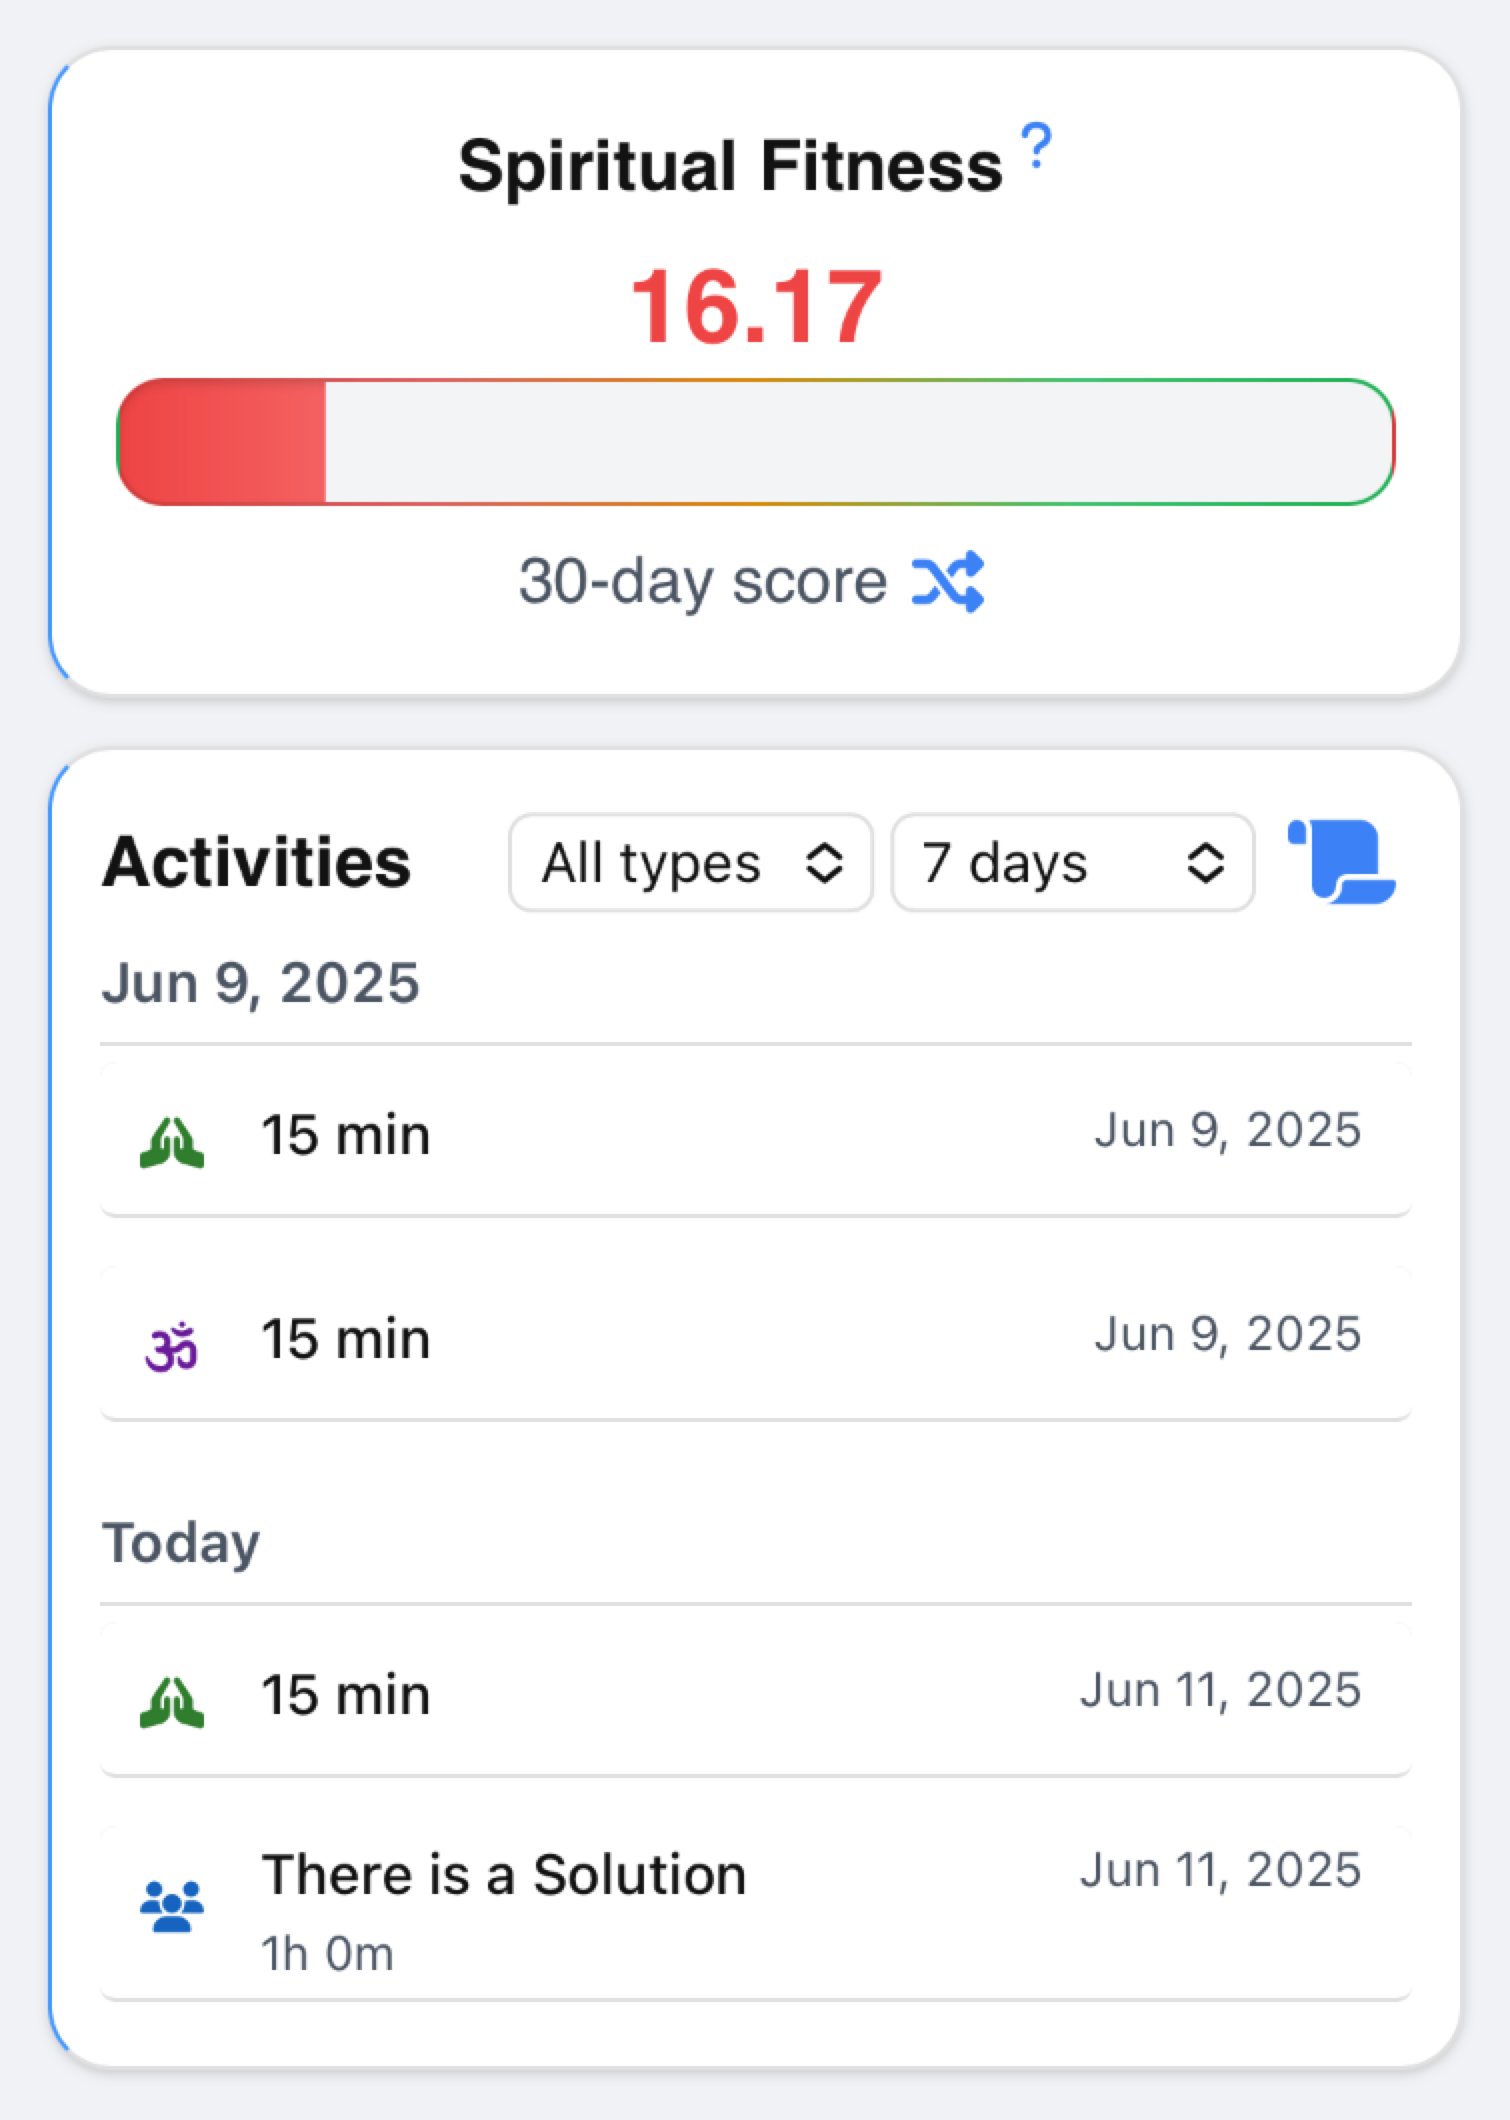 Spiritual Fitness ?
16.17
30-day score
Activities All types 7 days
Jun 9, 2025
15 min Jun 9, 2025
ॐ 15 min Jun 9, 2025
Today
15 min Jun 11, 2025
There is a Solution Jun 11, 2025
1h 0m